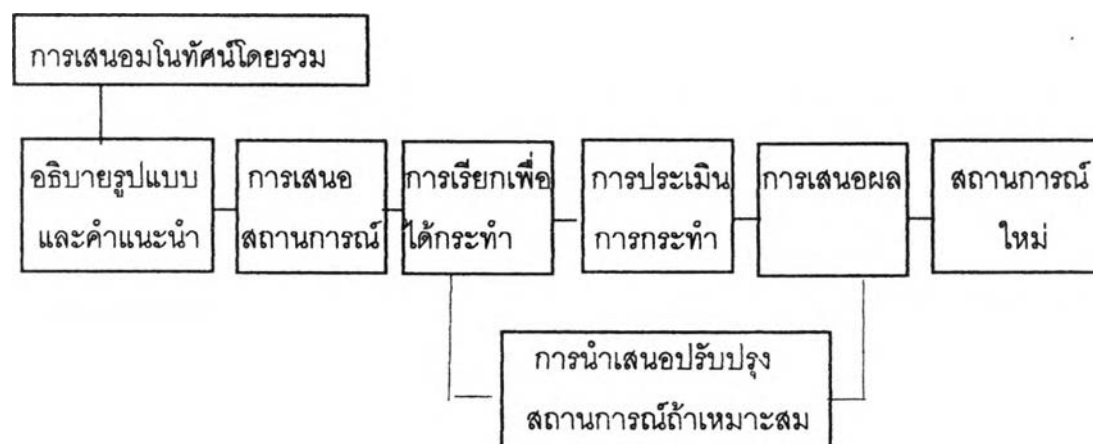 การเสนอมโนทัศน์โดยรวม
อธิบายรูปแบบ
และคำแนะนำ
การเสนอ
สถานการณ์
การเรียกเพื่อ
ได้กระทำ
การประเมิน
การกระทำ
การเสนอผล
สถานการณ์
ใหม่
การนำเสนอปรับปรุง
สถานการณ์ถ้าเหมาะสม